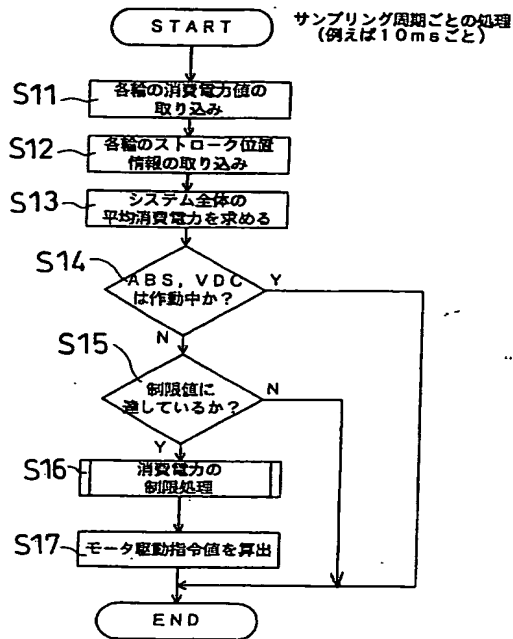 START
サンプリング周期ごとの処理
(例えば10msごと)
S11
各輪の消費電力値の
取り込み
S12
各輪のストローク位置
情報の取り込み
S13
システム全体の
平均消費電力を求める
S14
ABS, VDC
は作動中か?
Y
N
S15
制限値に
達しているか?
N
Y
S16
消費電力の
制限処理
S17
モータ駆動指令値を算出
END